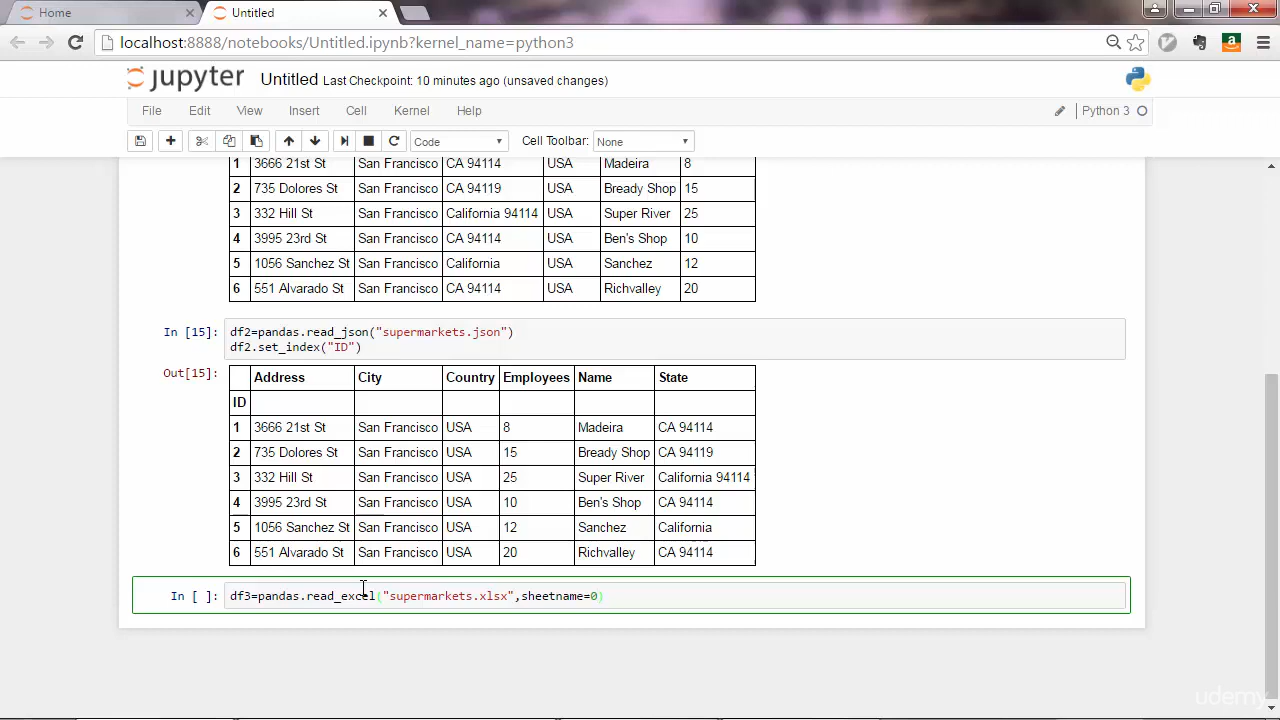 Home
Untitled
localhost:8888/notebooks/Untitled.ipynb?kernel_name=python3
jupyter Untitled Last Checkpoint: 10 minutes ago (unsaved changes)
File Edit View Insert Cell Kernel Help Python 3
Code Cell Toolbar: None
1 3666 21st St San Francisco CA 94114 USA Madeira 8
2 735 Dolores St San Francisco CA 94119 USA Bready Shop 15
3 332 Hill St San Francisco California 94114 USA Super River 25
4 3995 23rd St San Francisco CA 94114 USA Ben's Shop 10
5 1056 Sanchez St San Francisco California USA Sanchez 12
6 551 Alvarado St San Francisco CA 94114 USA Richvalley 20
In [15]: df2=pandas.read_json("supermarkets.json")
df2.set_index("ID")
Out[15]: Address City Country Employees Name State
ID
1 3666 21st St San Francisco USA 8 Madeira CA 94114
2 735 Dolores St San Francisco USA 15 Bready Shop CA 94119
3 332 Hill St San Francisco USA 25 Super River California 94114
4 3995 23rd St San Francisco USA 10 Ben's Shop CA 94114
5 1056 Sanchez St San Francisco USA 12 Sanchez California
6 551 Alvarado St San Francisco USA 20 Richvalley CA 94114
In [ ]: df3=pandas.read_excel("supermarkets.xlsx",sheetname=0)
udemy